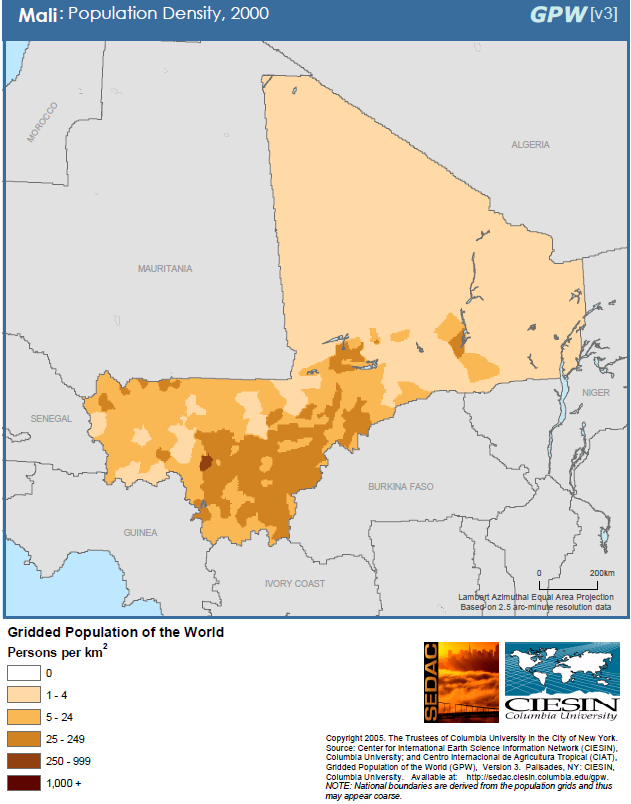 Mali: Population Density, 2000
GPW [v3]
MOROCCO
ALGERIA
MAURITANIA
SENEGAL
NIGER
BURKINA FASO
GUINEA
IVORY COAST
0 200km
Lambert Azimuthal Equal Area Projection
Based on 2.5 arc-minute resolution data
Gridded Population of the World
Persons per km2
0
1 - 4
5 - 24
25 - 249
250 - 999
1,000 +
SEDAC
CIESIN
Columbia University
Copyright 2005. The Trustees of Columbia University in the City of New York.
Source: Center for International Earth Science Information Network (CIESIN),
Columbia University; and Centro Internacional de Agricultura Tropical (CIAT),
Gridded Population of the World (GPW), Version 3. Palisades, NY: CIESIN,
Columbia University. Available at: http://sedac.ciesin.columbia.edu/gpw.
NOTE: National boundaries are derived from the population grids and thus
may appear coarse.